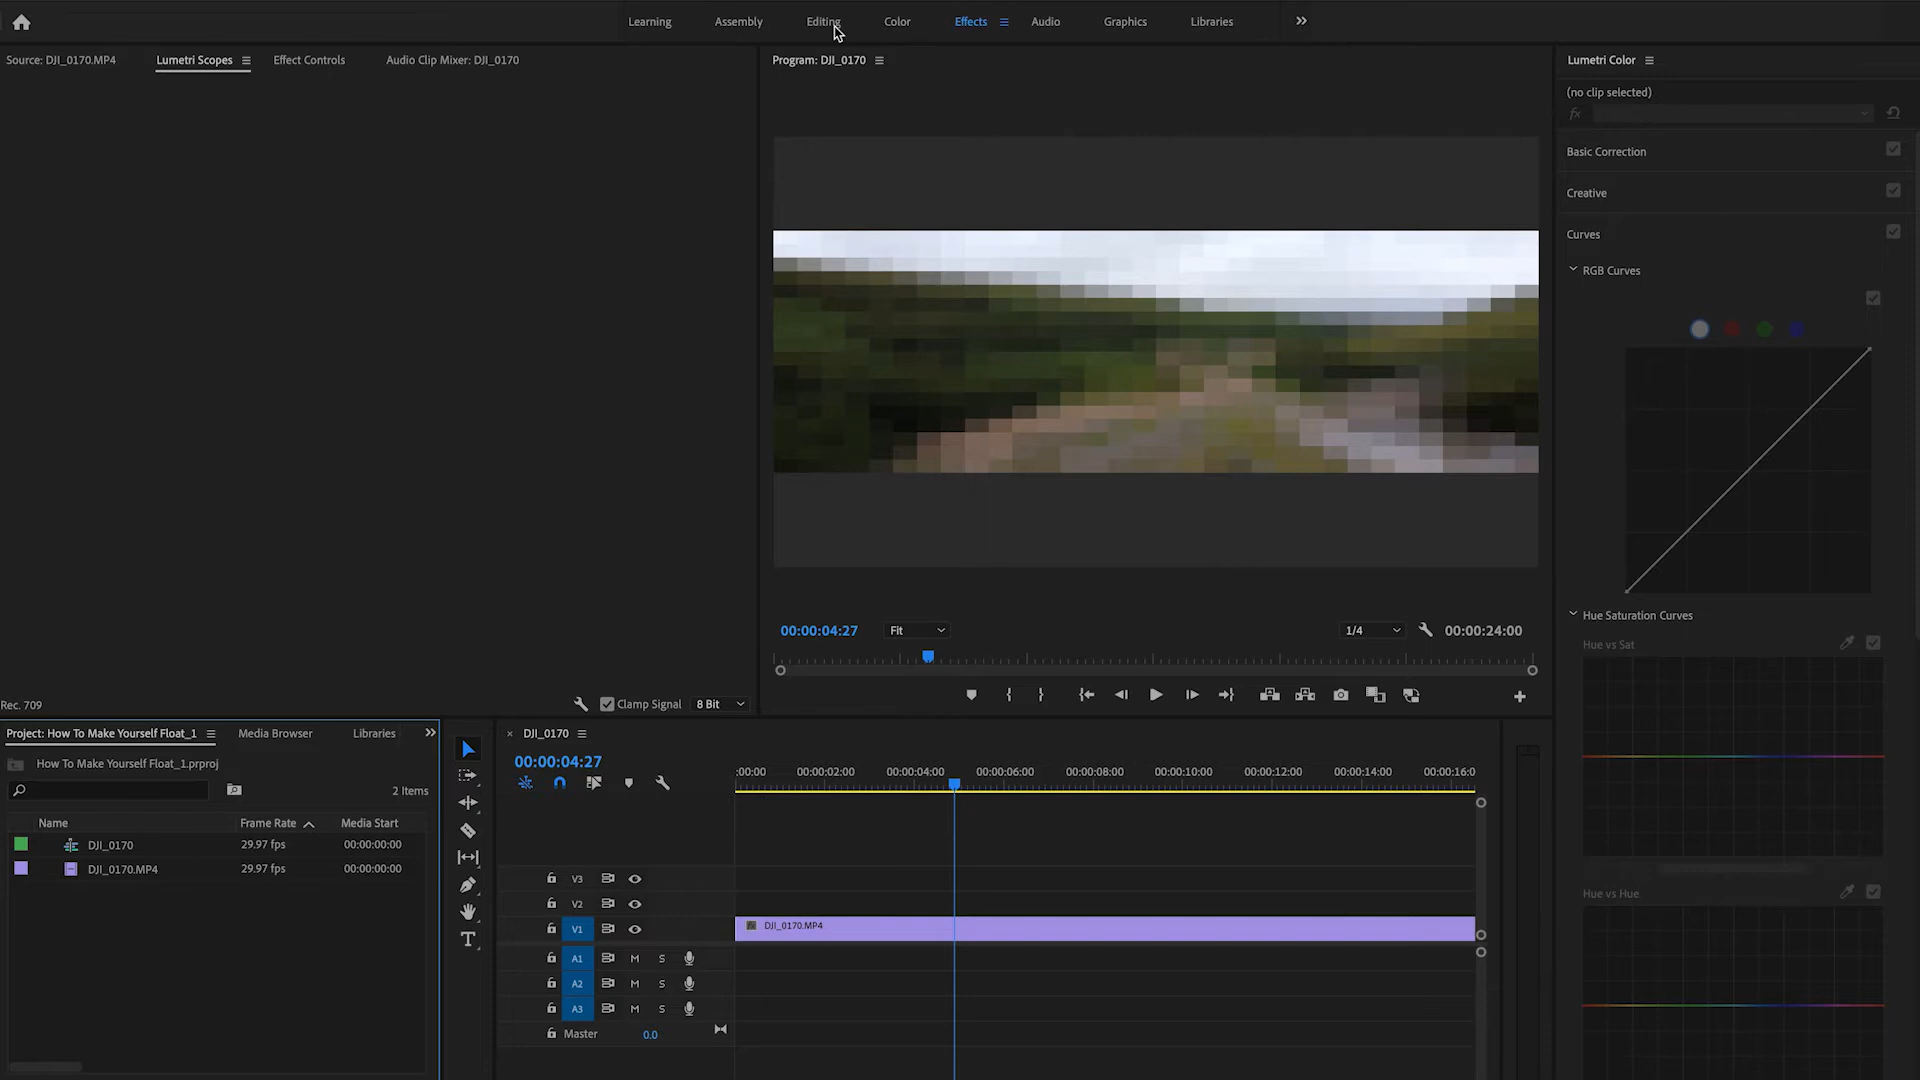 Learning Assembly Editing Color Effects Audio Graphics Libraries
Source: DJI_0170.MP4 Lumetri Scopes Effect Controls Audio Clip Mixer: DJI_0170
Program: DJI_0170
Lumetri Color
(no clip selected)
fx
Basic Correction
Creative
Curves
RGB Curves
00:00:04:27 Fit 1/4 00:00:24:00
Hue Saturation Curves
Hue vs Sat
Rec. 709 Clamp Signal 8 Bit
Project: How To Make Yourself Float_1 Media Browser Libraries
How To Make Yourself Float_1.prproj
2 Items
Name Frame Rate Media Start
DJI_0170 29.97 fps 00:00:00:00
DJI_0170.MP4 29.97 fps 00:00:00:00
DJI_0170
00:00:04:27
:00:00 00:00:02:00 00:00:04:00 00:00:06:00 00:00:08:00 00:00:10:00 00:00:12:00 00:00:14:00 00:00:16:0
V3
V2
V1 DJI_0170.MP4
A1 M S
A2 M S
A3 M S
Master 0.0
Hue vs Hue